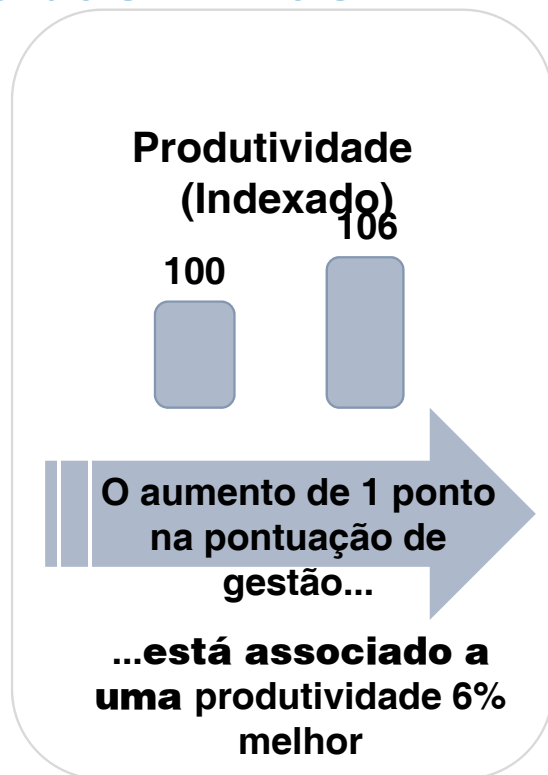 Produtividade
(Indexado)
106
100
O aumento de 1 ponto
na pontuação de
gestão...
...está associado a
uma produtividade 6%
melhor